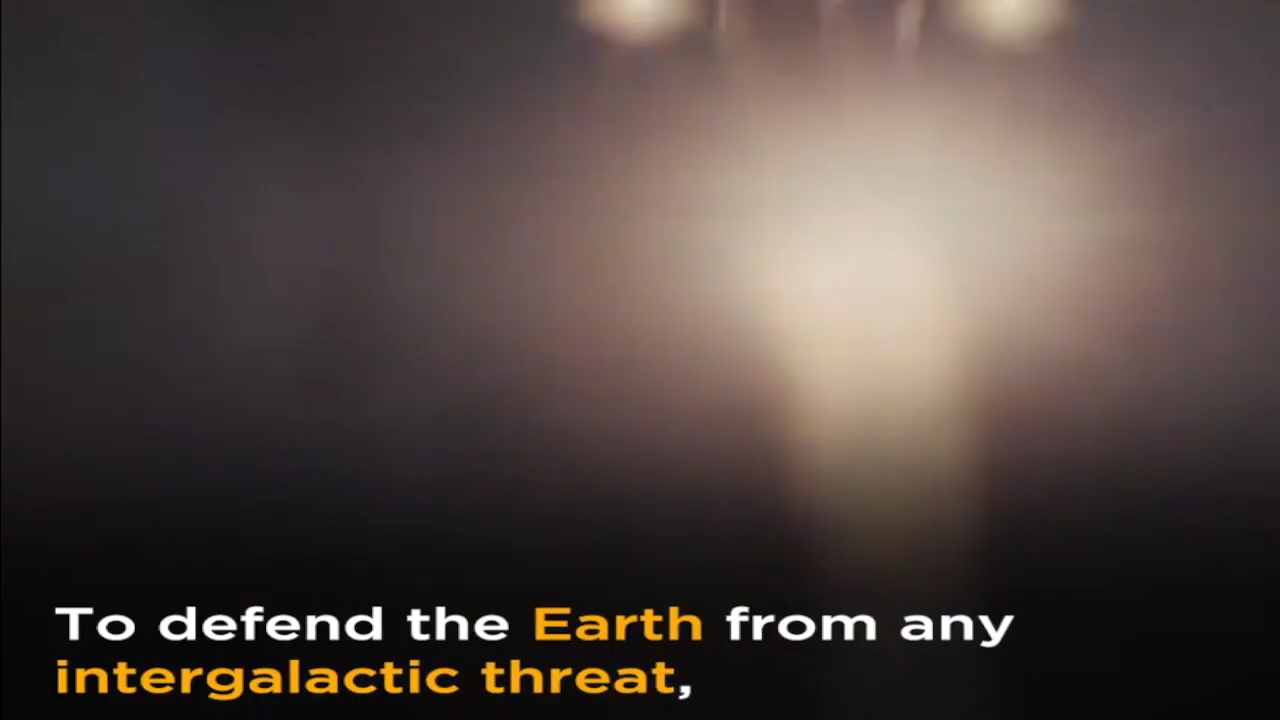 To defend the Earth from any
intergalactic threat,